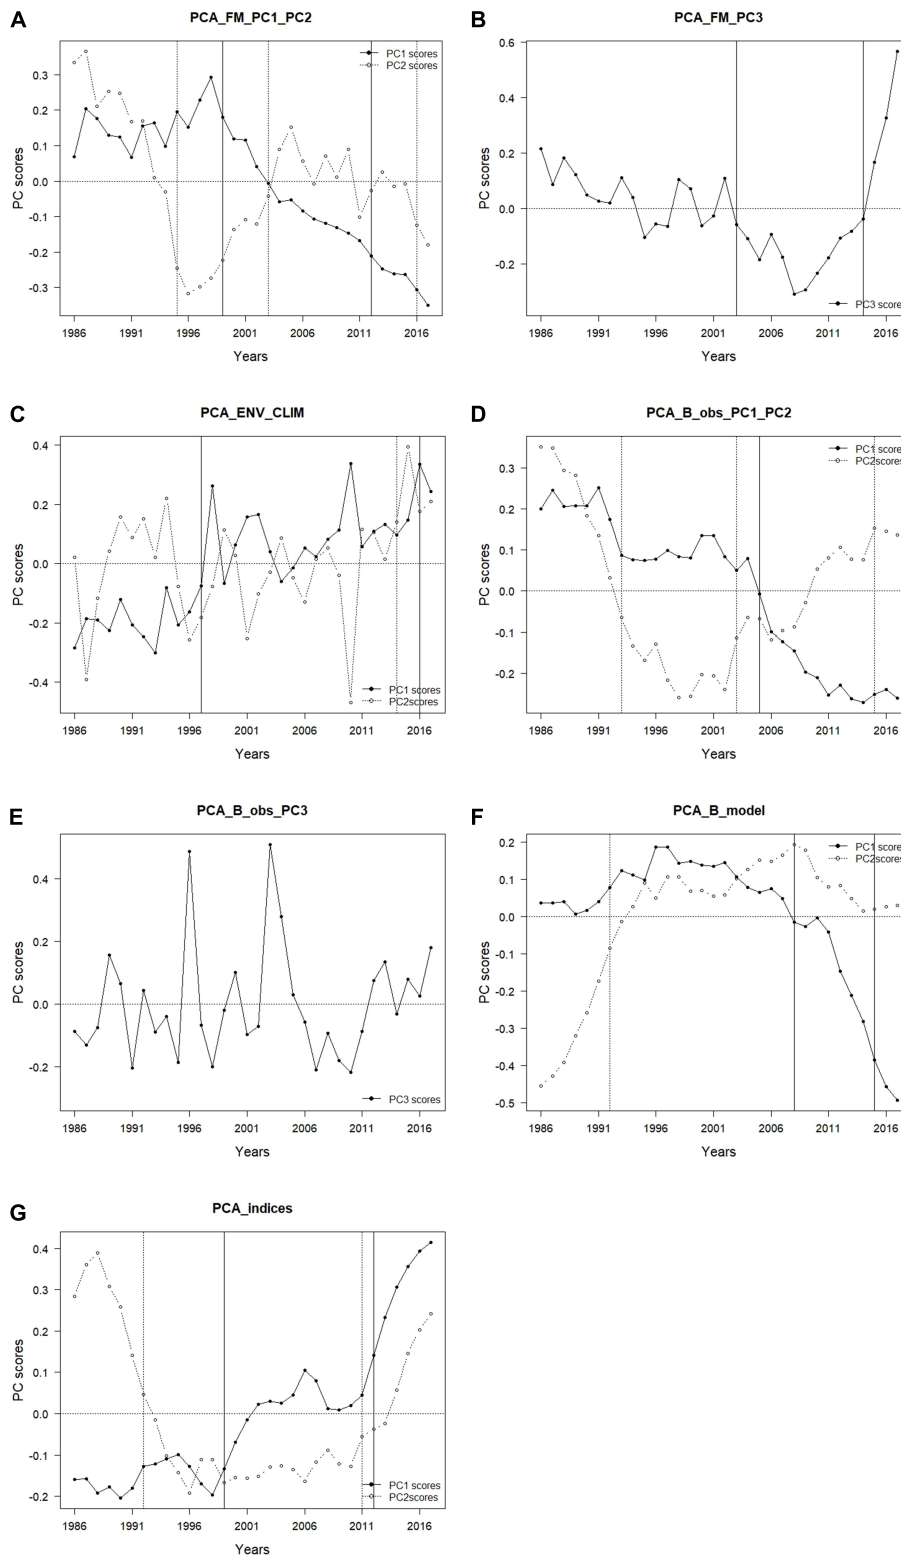 A
PCA_FM_PC1_PC2
PC1 scores
PC2 scores
0.3
0.2
0.1
0.0
-0.1
-0.2
-0.3
PC scores
1986 1991 1996 2001 2006 2011 2016
Years
B
PCA_FM_PC3
0.6
0.4
0.2
0.0
-0.2
PC scores
PC3 score
1986 1991 1996 2001 2006 2011 2016
Years
C
PCA_ENV_CLIM
0.4
0.2
0.0
-0.2
-0.4
PC scores
PC1 scores
PC2scores
1986 1991 1996 2001 2006 2011 2016
Years
D
PCA_B_obs_PC1_PC2
PC1 score
PC2scores
0.3
0.2
0.1
0.0
-0.1
-0.2
PC scores
1986 1991 1996 2001 2006 2011 2016
Years
E
PCA_B_obs_PC3
0.4
0.2
0.0
-0.2
PC scores
PC3 scores
1986 1991 1996 2001 2006 2011 2016
Years
F
PCA_B_model
PC1 score
PC2scores
0.2
0.1
0.0
-0.1
-0.2
-0.3
-0.4
-0.5
PC scores
1986 1991 1996 2001 2006 2011 2016
Years
G
PCA_indices
0.4
0.3
0.2
0.1
0.0
-0.1
-0.2
PC scores
PC1 scores
PC2scores
1986 1991 1996 2001 2006 2011 2016
Years